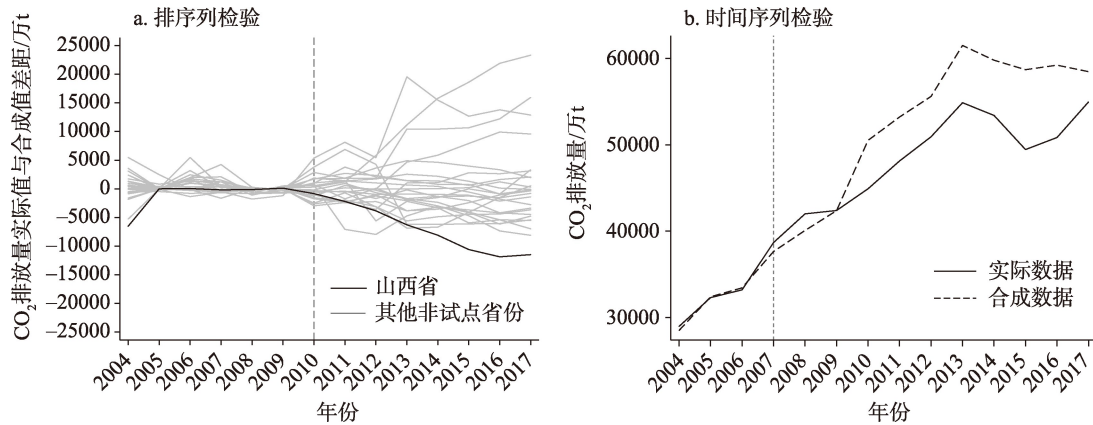 a. 排序列检验
CO2排放量实际值与合成值差距/万t
25000
20000
15000
10000
5000
0
−5000
−10000
−15000
−20000
−25000
山西省
其他非试点省份
2004 2005 2006 2007 2008 2009 2010 2011 2012 2013 2014 2015 2016 2017
年份
b. 时间序列检验
CO2排放量/万t
60000
50000
40000
30000
实际数据
合成数据
2004 2005 2006 2007 2008 2009 2010 2011 2012 2013 2014 2015 2016 2017
年份